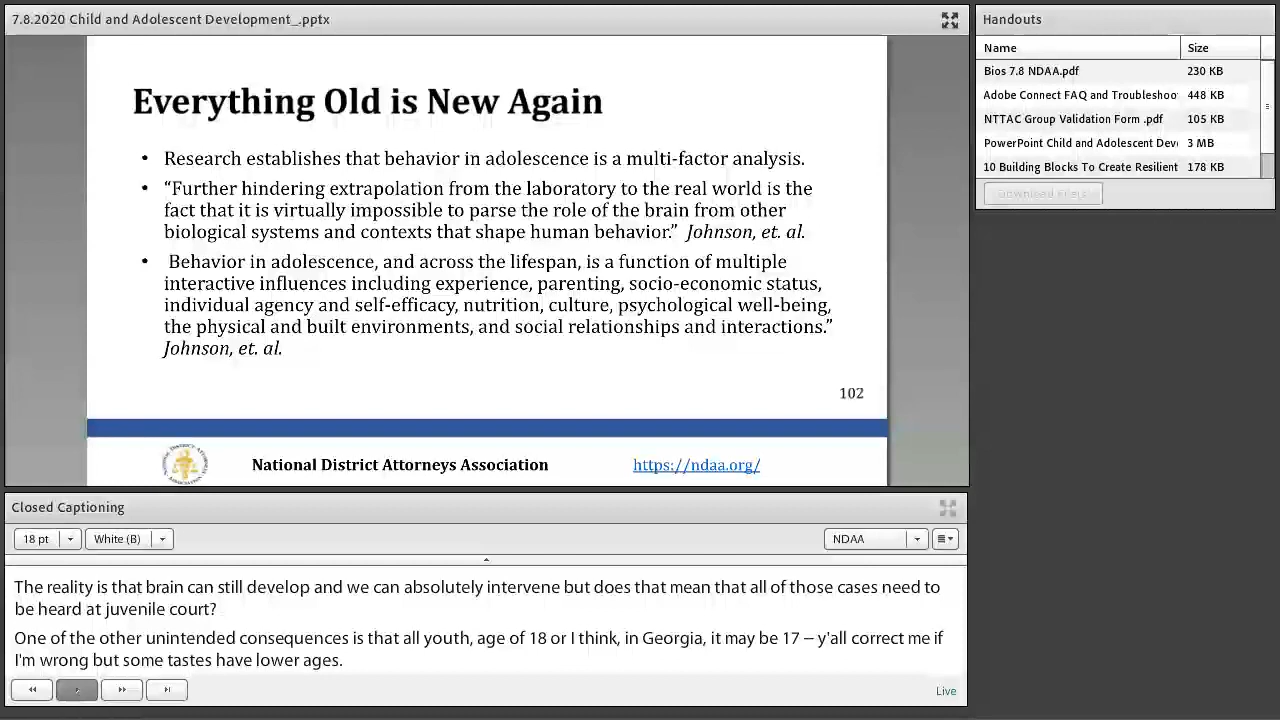 7.8.2020 Child and Adolescent Development_.pptx
Everything Old is New Again
• Research establishes that behavior in adolescence is a multi-factor analysis.
• “Further hindering extrapolation from the laboratory to the real world is the
fact that it is virtually impossible to parse the role of the brain from other
biological systems and contexts that shape human behavior.” Johnson, et. al.
• Behavior in adolescence, and across the lifespan, is a function of multiple
interactive influences including experience, parenting, socio-economic status,
individual agency and self-efficacy, nutrition, culture, psychological well-being,
the physical and built environments, and social relationships and interactions.”
Johnson, et. al.
102
National District Attorneys Association https://ndaa.org/
Handouts
Name Size
Bios 7.8 NDAA.pdf 230 KB
Adobe Connect FAQ and Troubleshoo 448 KB
NTTAC Group Validation Form .pdf 105 KB
PowerPoint Child and Adolescent Dev 3 MB
10 Building Blocks To Create Resilient 178 KB
Download File(s)
Closed Captioning
18 pt White (B) NDAA
The reality is that brain can still develop and we can absolutely intervene but does that mean that all of those cases need to
be heard at juvenile court?
One of the other unintended consequences is that all youth, age of 18 or I think, in Georgia, it may be 17 – y'all correct me if
I'm wrong but some tastes have lower ages.
Live